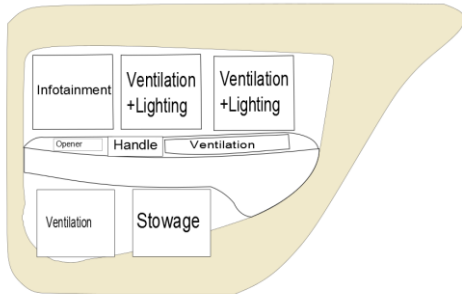 Infotainment
Ventilation
+Lighting
Ventilation
+Lighting
Opener
Handle
Ventilation
Ventilation
Stowage